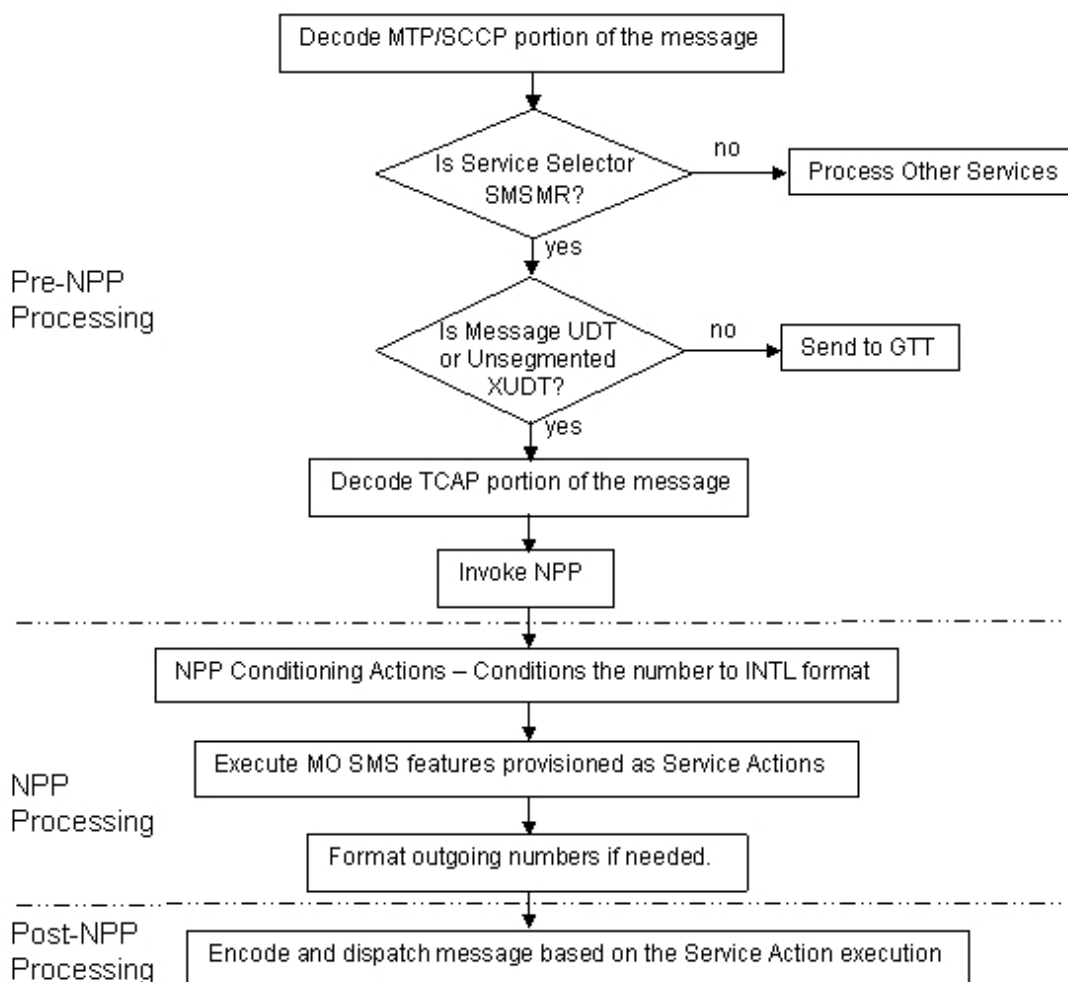 Decode MTP/SCCP portion of the message
Is Service Selector
SMSMR?
no
Process Other Services
yes
Pre-NPP
Processing
Is Message UDT
or Unsegmented
XUDT?
no
Send to GTT
yes
Decode TCAP portion of the message
Invoke NPP
NPP Conditioning Actions – Conditions the number to INTL format
Execute MO SMS features provisioned as Service Actions
NPP
Processing
Format outgoing numbers if needed.
Post-NPP
Processing
Encode and dispatch message based on the Service Action execution